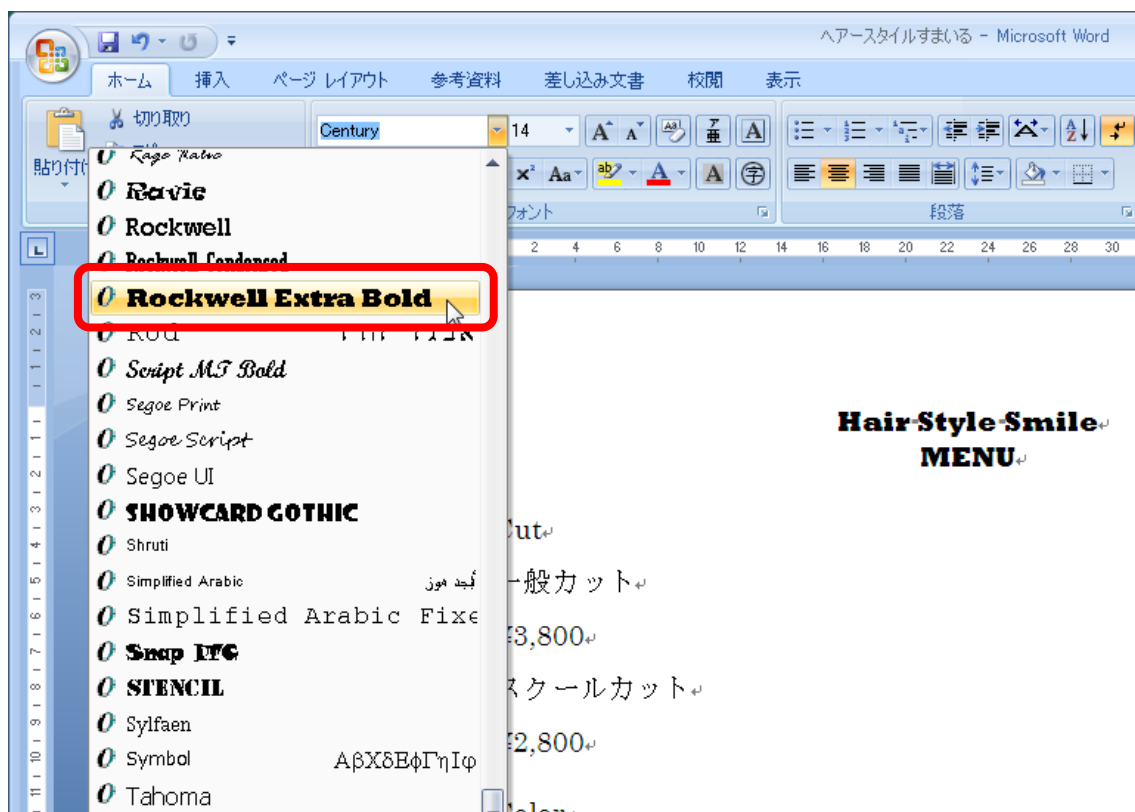 ヘアースタイルすまいる - Microsoft Word
ホーム 挿入 ページ レイアウト 参考資料 差し込み文書 校閲 表示
切り取り
Century 14
貼り付け
フォント 段落
2 4 6 8 10 12 14 16 18 20 22 24 26 28 30
Ravie
Rockwell
Rockwell Condensed
Rockwell Extra Bold
Rod
Script MT Bold
Segoe Print
Segoe Script
Segoe UI
SHOWCARD GOTHIC
Shruti
Simplified Arabic أبجد هوز
Simplified Arabic Fixe
Snap ITC
STENCIL
Sylfaen
Symbol ΑβΧδΕφΓηΙφ
Tahoma
Hair Style Smile
MENU
Cut
一般カット
¥3,800
スクールカット
¥2,800